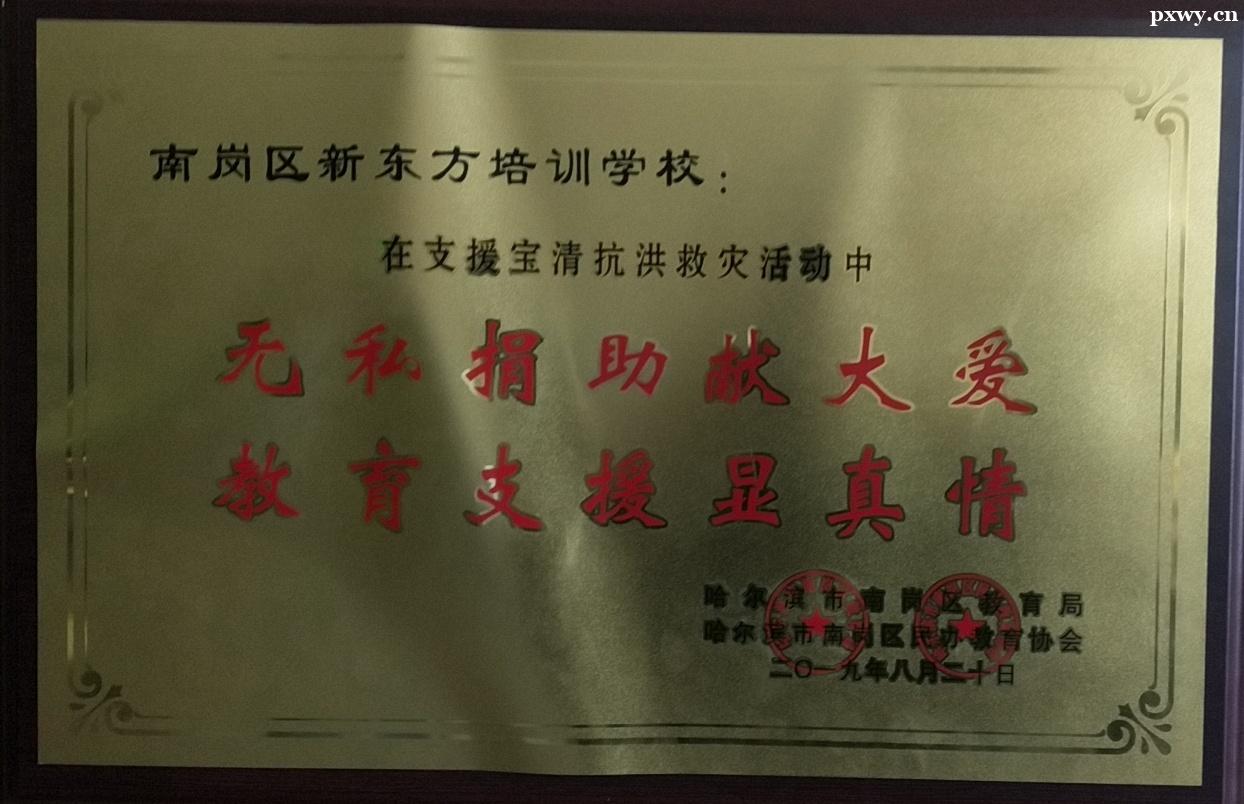 pxwy.cn
南岗区新东方培训学校：
在支援宝清抗洪救灾活动中
无私捐助献大爱
教育支援显真情
哈尔滨市南岗区教育局
哈尔滨市南岗区民办教育协会
二〇一九年八月二十日